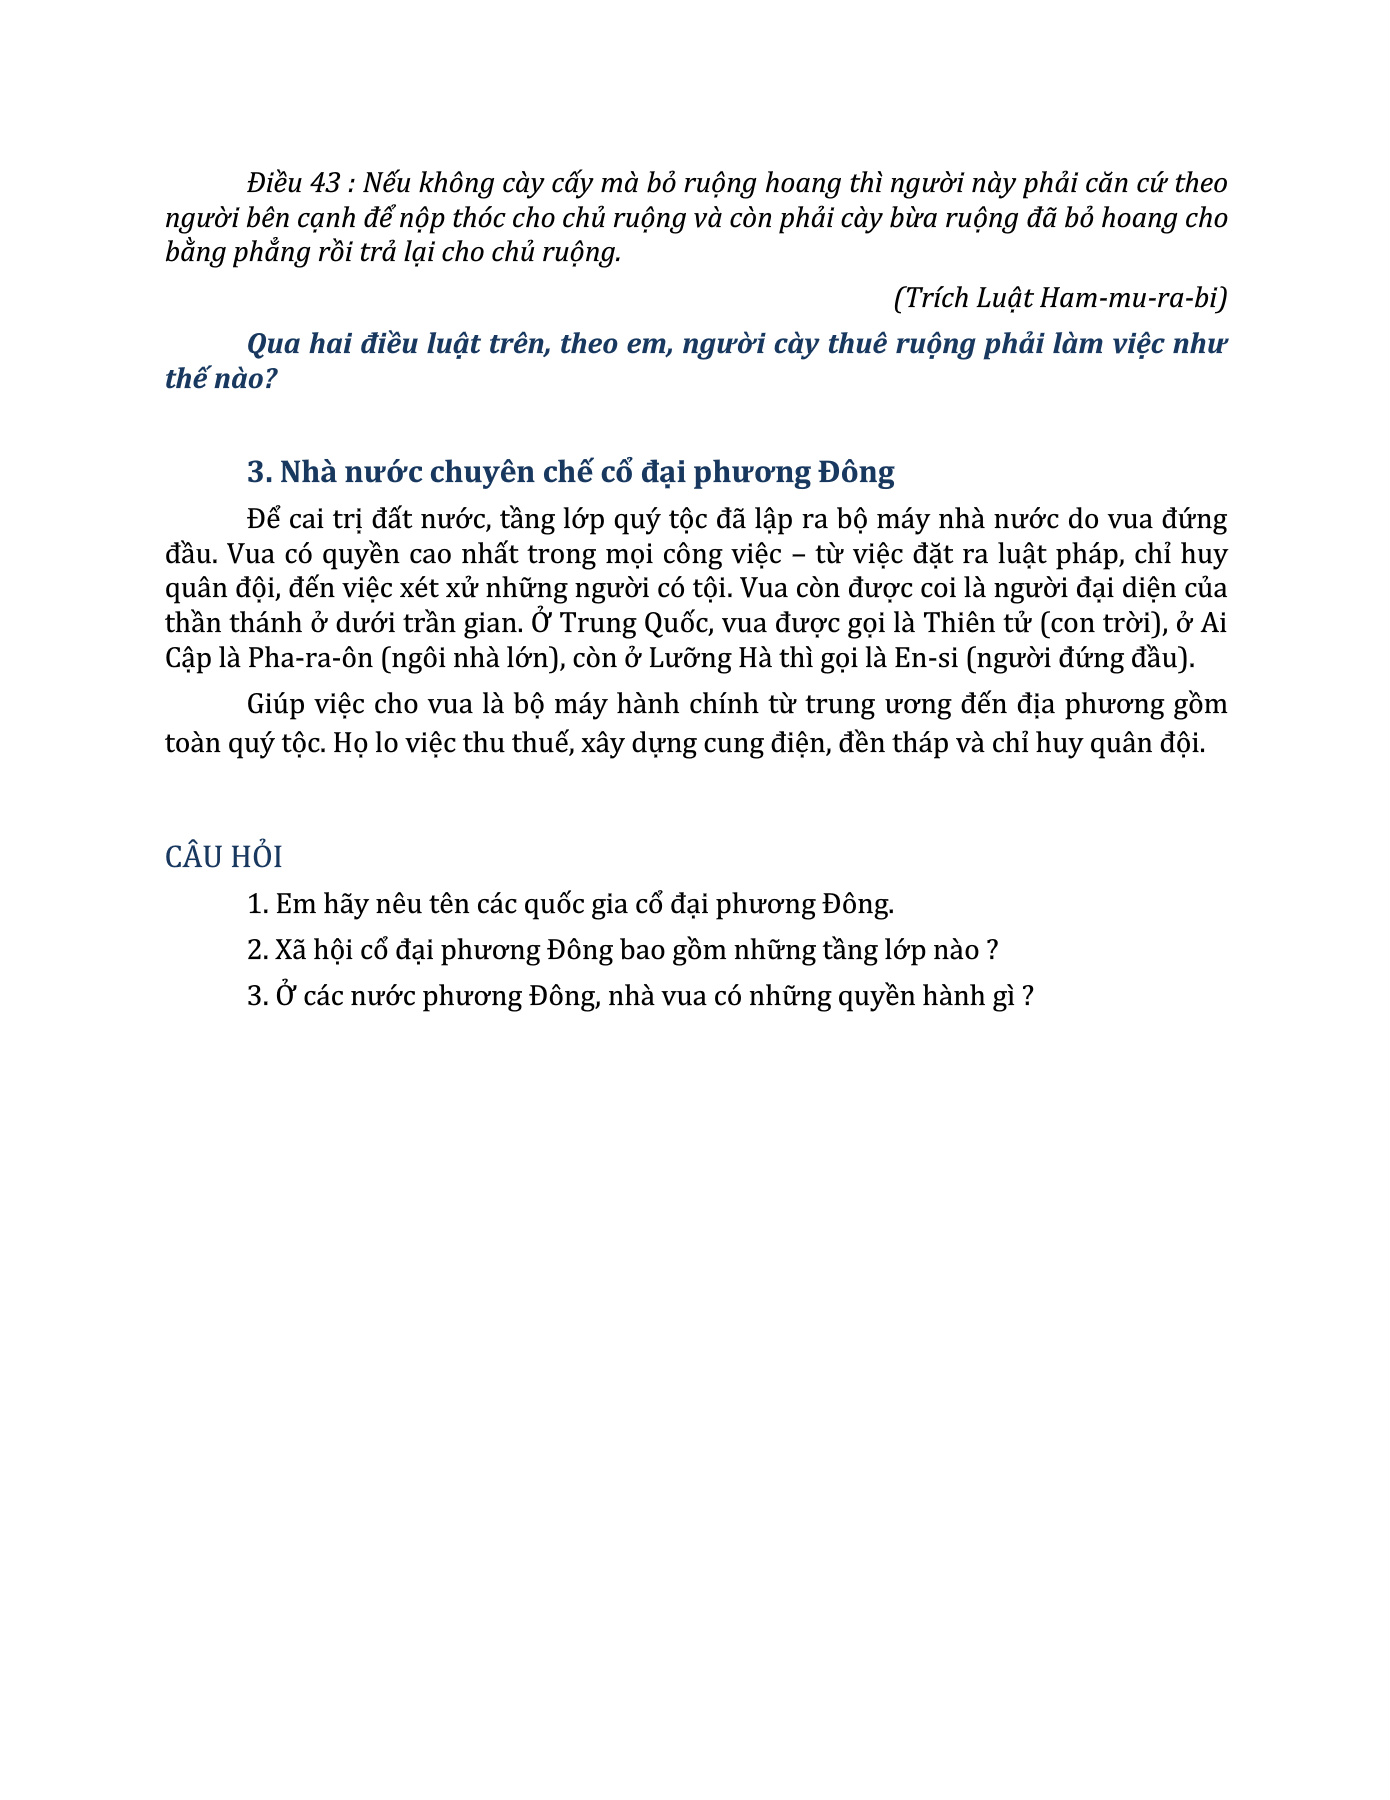 Điều 43 : Nếu không cày cấy mà bỏ ruộng hoang thì người này phải căn cứ theo
người bên cạnh để nộp thóc cho chủ ruộng và còn phải cày bừa ruộng đã bỏ hoang cho
bằng phẳng rồi trả lại cho chủ ruộng.
(Trích Luật Ham-mu-ra-bi)
Qua hai điều luật trên, theo em, người cày thuê ruộng phải làm việc như
thế nào?
3. Nhà nước chuyên chế cổ đại phương Đông
Để cai trị đất nước, tầng lớp quý tộc đã lập ra bộ máy nhà nước do vua đứng
đầu. Vua có quyền cao nhất trong mọi công việc – từ việc đặt ra luật pháp, chỉ huy
quân đội, đến việc xét xử những người có tội. Vua còn được coi là người đại diện của
thần thánh ở dưới trần gian. Ở Trung Quốc, vua được gọi là Thiên tử (con trời), ở Ai
Cập là Pha-ra-ôn (ngôi nhà lớn), còn ở Lưỡng Hà thì gọi là En-si (người đứng đầu).
Giúp việc cho vua là bộ máy hành chính từ trung ương đến địa phương gồm
toàn quý tộc. Họ lo việc thu thuế, xây dựng cung điện, đền tháp và chỉ huy quân đội.
CÂU HỎI
1. Em hãy nêu tên các quốc gia cổ đại phương Đông.
2. Xã hội cổ đại phương Đông bao gồm những tầng lớp nào ?
3. Ở các nước phương Đông, nhà vua có những quyền hành gì ?